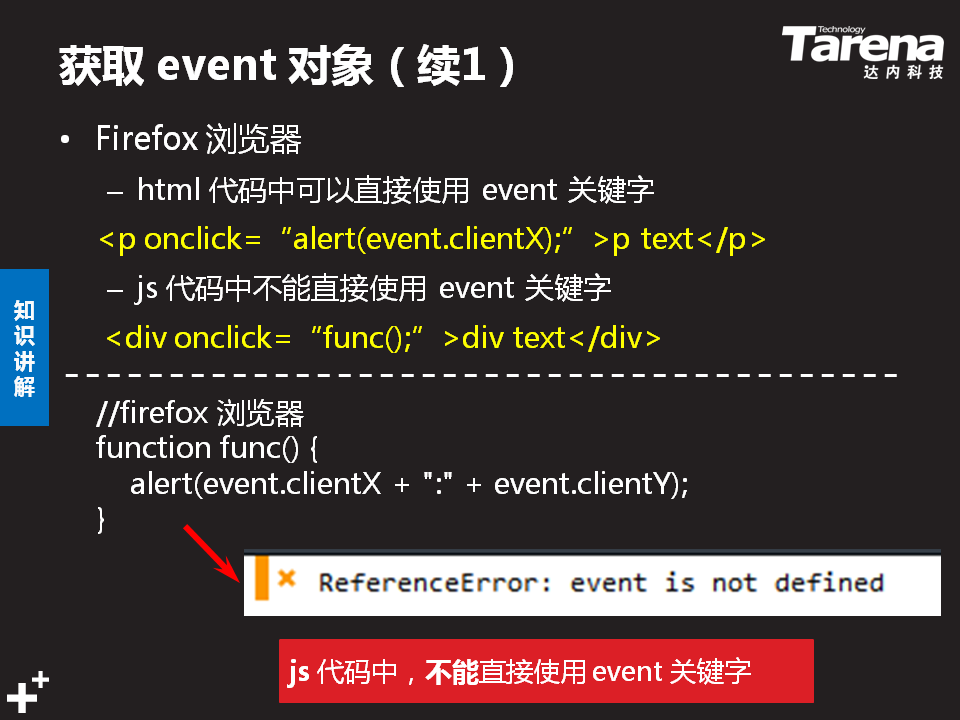 获取 event 对象（续1）
Technology
Tarena
达内科技
• Firefox 浏览器
– html 代码中可以直接使用 event 关键字
<p onclick=“alert(event.clientX);”>p text</p>
– js 代码中不能直接使用 event 关键字
<div onclick=“func();”>div text</div>
知识讲解
//firefox 浏览器
function func() {
alert(event.clientX + ":" + event.clientY);
}
ReferenceError: event is not defined
js 代码中，不能直接使用 event 关键字